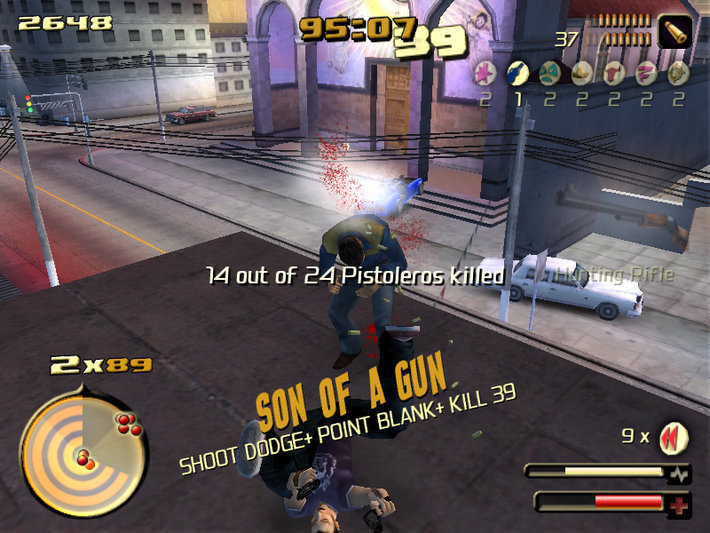 2648
95:07
39
37
2 1 2 2 2 2 2
14 out of 24 Pistoleros killed
Hunting Rifle
2x89
SON OF A GUN
SHOOT DODGE+ POINT BLANK+ KILL 39
9 x